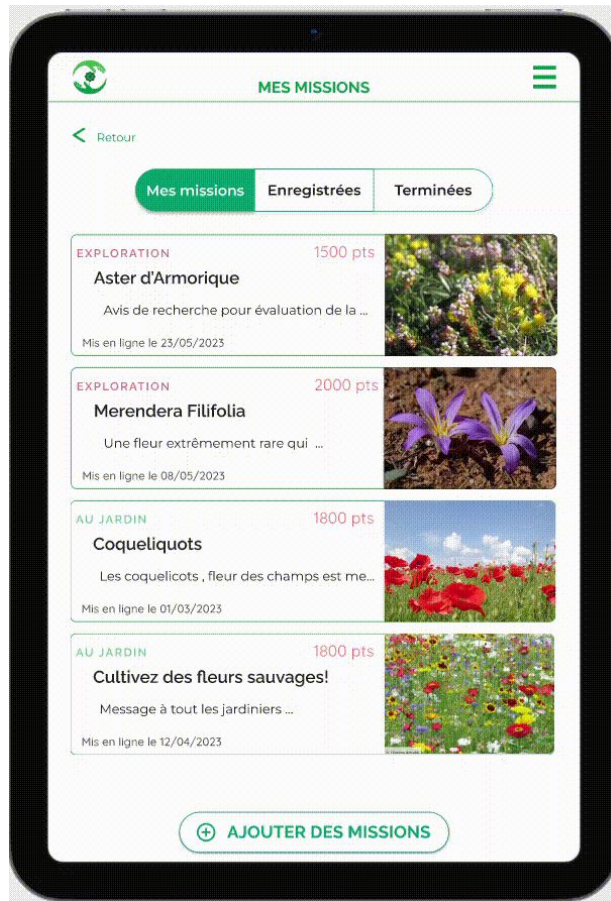 MES MISSIONS
Retour
Mes missions Enregistrées Terminées
EXPLORATION 1500 pts
Aster d'Armorique
Avis de recherche pour évaluation de la ...
Mis en ligne le 23/05/2023
EXPLORATION 2000 pts
Merendera Filifolia
Une fleur extrêmement rare qui ...
Mis en ligne le 08/05/2023
AU JARDIN 1800 pts
Coqueliquots
Les coquelicots , fleur des champs est me...
Mis en ligne le 01/03/2023
AU JARDIN 1800 pts
Cultivez des fleurs sauvages!
Message à tout les jardiniers ...
Mis en ligne le 12/04/2023
AJOUTER DES MISSIONS